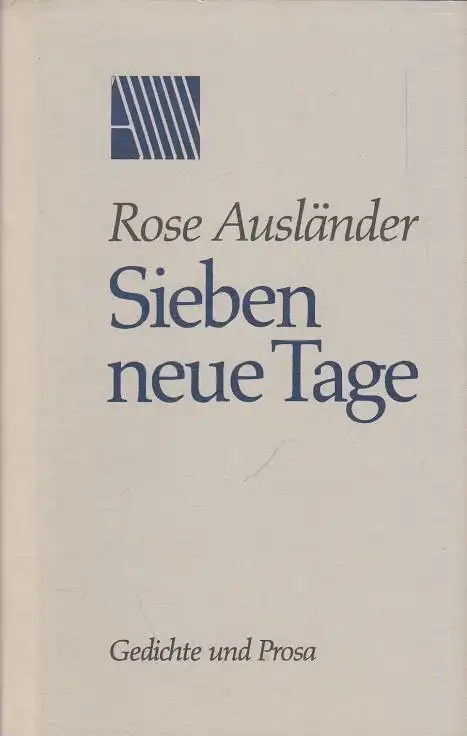 Rose Ausländer
Sieben
neue Tage
Gedichte und Prosa